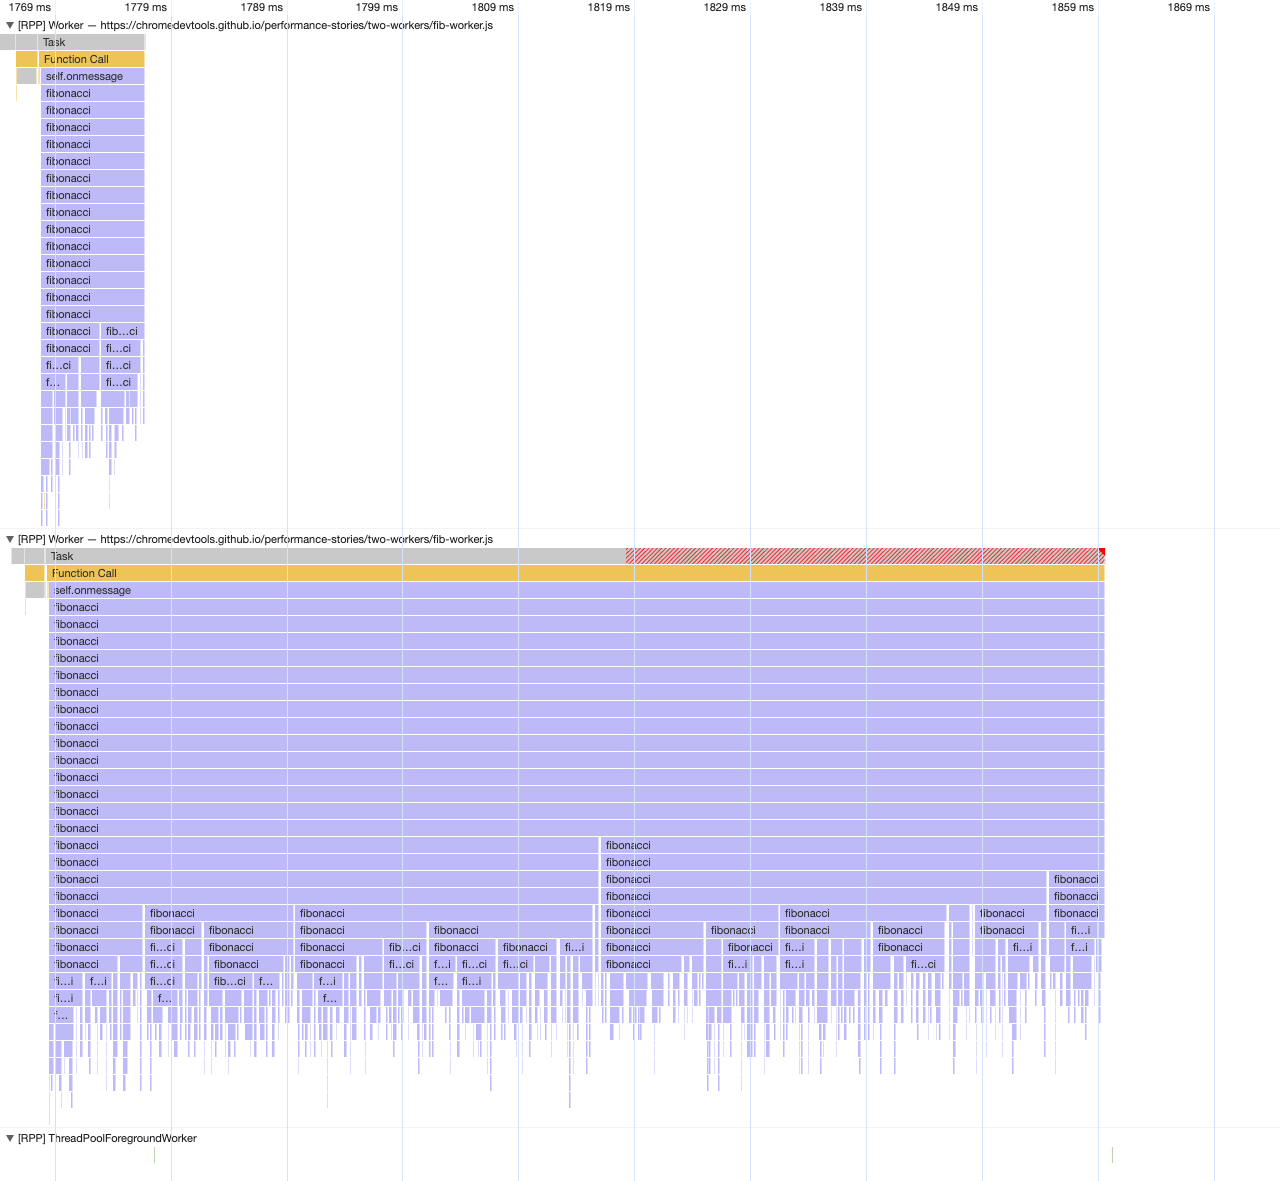 1769 ms 1779 ms 1789 ms 1799 ms 1809 ms 1819 ms 1829 ms 1839 ms 1849 ms 1859 ms 1869 ms
▼ [RPP] Worker — https://chromedevtools.github.io/performance-stories/two-workers/fib-worker.js
Task
Function Call
self.onmessage
fibonacci
fibonacci
fibonacci
fibonacci
fibonacci
fibonacci
fibonacci
fibonacci
fibonacci
fibonacci
fibonacci
fibonacci
fibonacci
fibonacci
fibonacci fib…ci
fibonacci fi…ci
fi…ci fi…ci
f… fi…ci
▼ [RPP] Worker — https://chromedevtools.github.io/performance-stories/two-workers/fib-worker.js
Task
Function Call
self.onmessage
fibonacci
fibonacci
fibonacci
fibonacci
fibonacci
fibonacci
fibonacci
fibonacci
fibonacci
fibonacci
fibonacci
fibonacci
fibonacci
fibonacci
fibonacci fibonacci
fibonacci fibonacci
fibonacci fibonacci fibonacci
fibonacci fibonacci fibonacci
fibonacci fibonacci fibonacci fibonacci fibonacci fibonacci fibonacci
fibonacci fibonacci fibonacci fibonacci fibonacci fibonacci fibonacci fibonacci fibonacci fibonacci fi…i
fibonacci fi…ci fibonacci fibonacci fib…ci fibonacci fibonacci fi…i fibonacci fibonacci fi…i fibonacci fi…i fi…i
fibonacci fi…ci fibonacci fibonacci fi…ci f…i fi…ci fi…ci fibonacci fi…i fi…i fi…ci
fi…i f…i fi…ci fib…ci f… f…i f… fi…i
fi…i f… f…
f…
▼ [RPP] ThreadPoolForegroundWorker